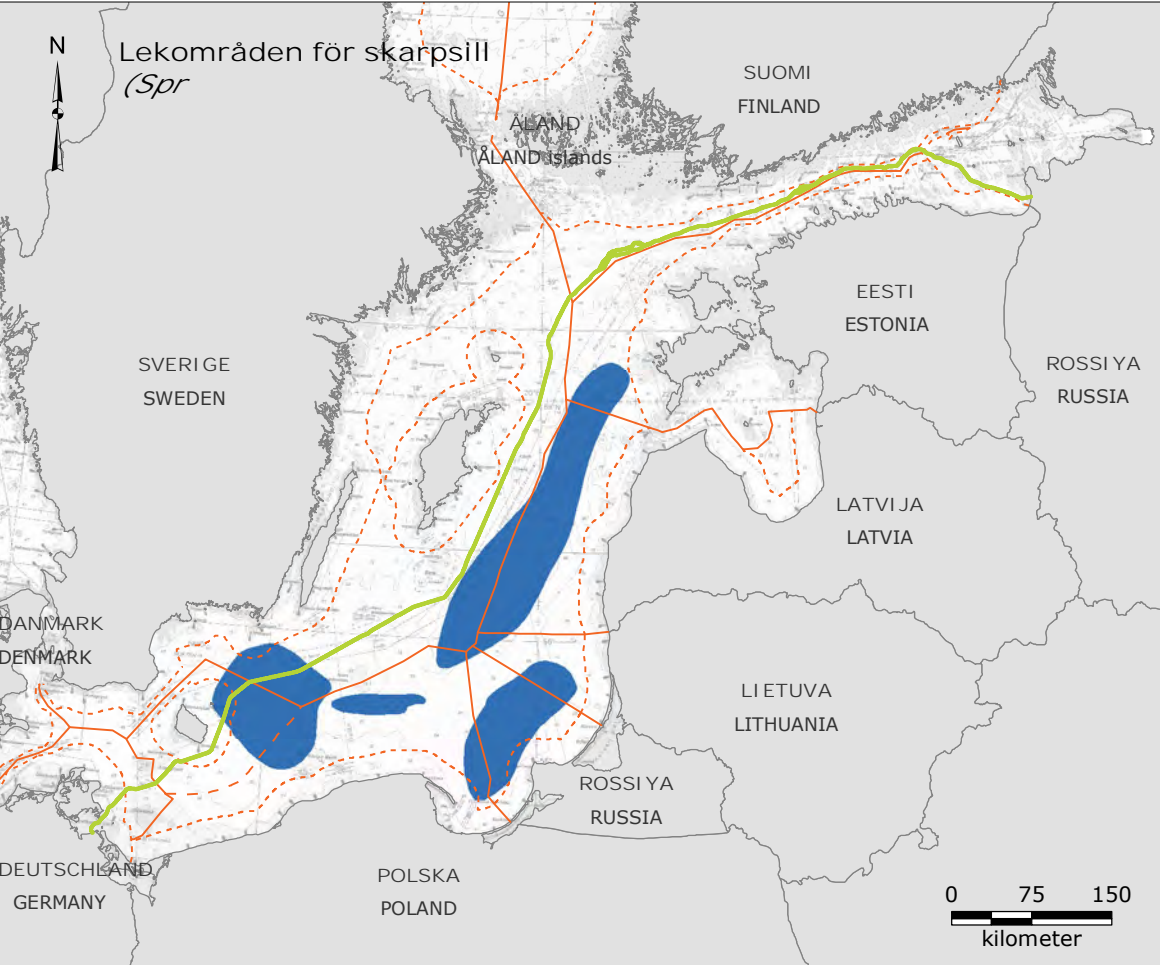 N
Lekområden för skarpsill
(Spr
SUOMI
FINLAND
ÅLAND
ÅLAND islands
EESTI
ESTONIA
ROSSIYA
RUSSIA
SVERIGE
SWEDEN
LATVIJA
LATVIA
DANMARK
DENMARK
LIETUVA
LITHUANIA
ROSSIYA
RUSSIA
DEUTSCHLAND
GERMANY
POLSKA
POLAND
0 75 150
kilometer